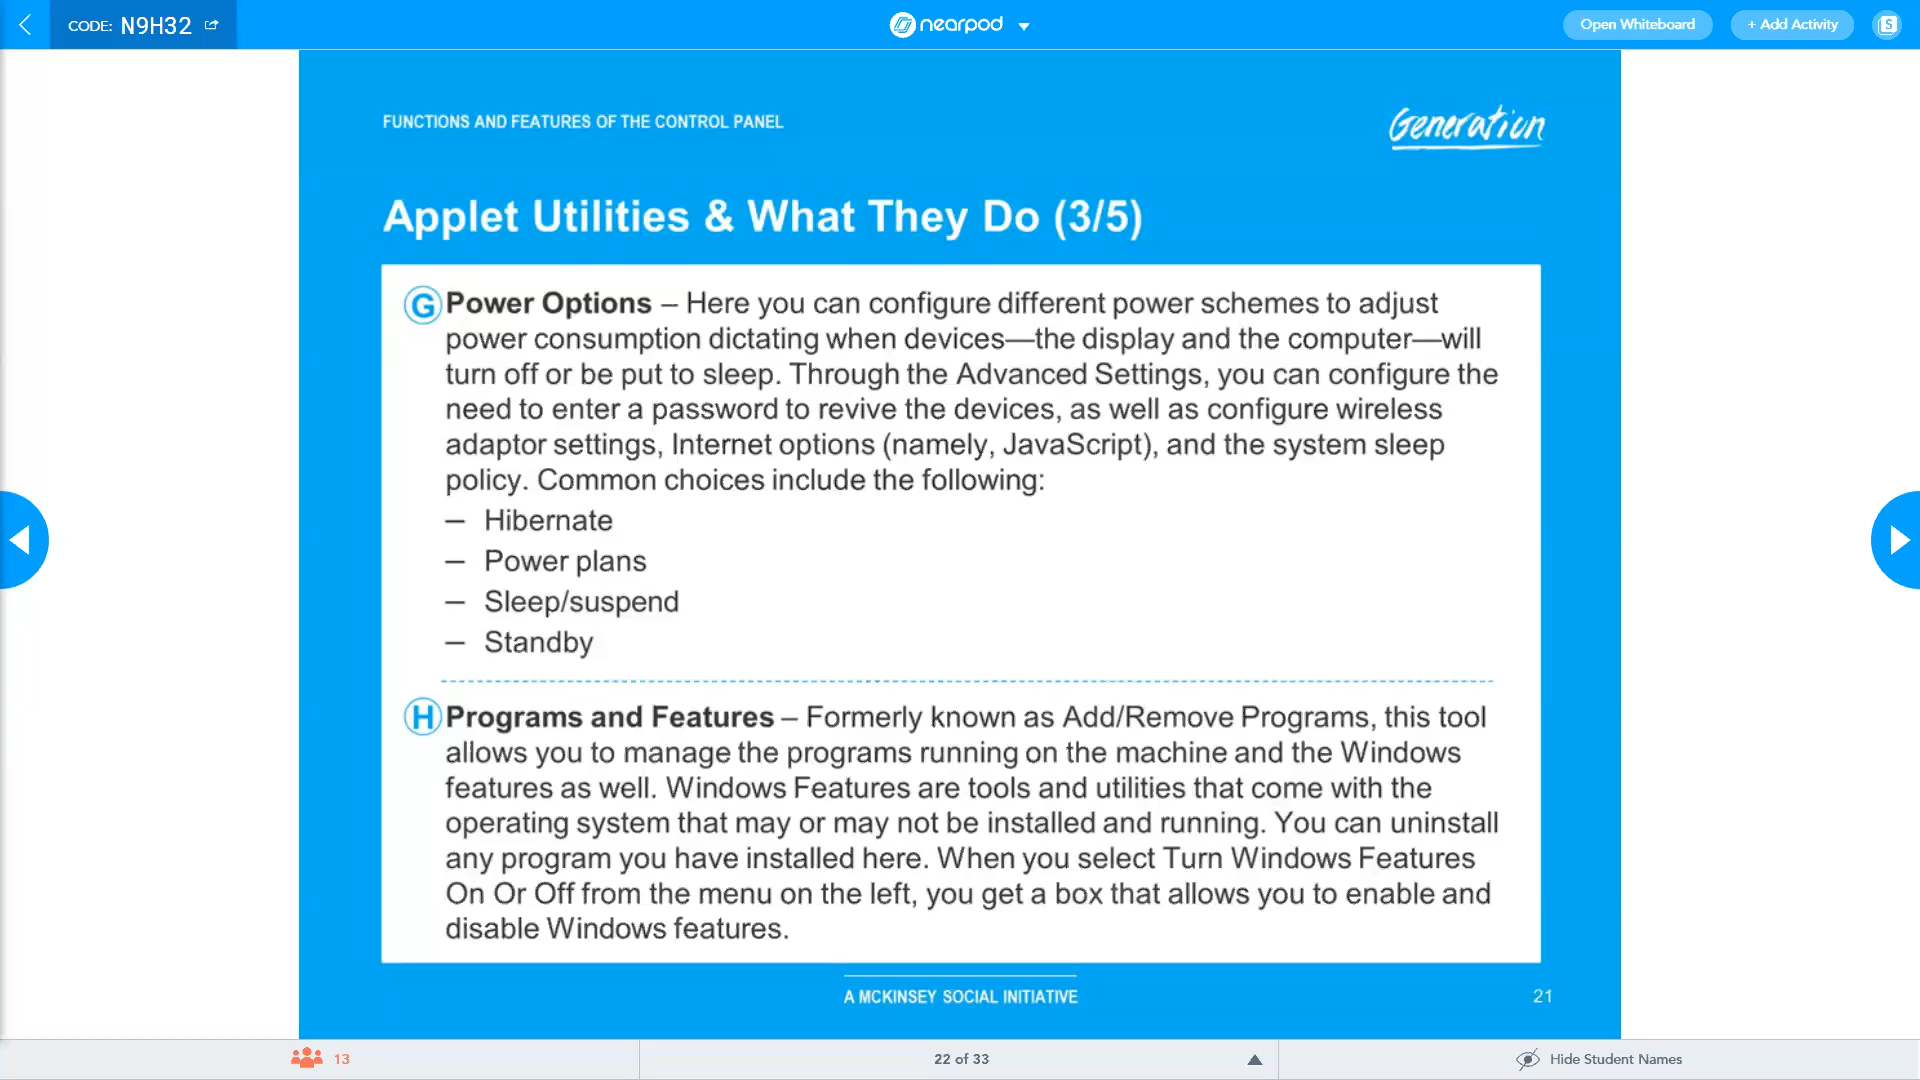 CODE: N9H32
nearpod
Open Whiteboard
+ Add Activity
S
FUNCTIONS AND FEATURES OF THE CONTROL PANEL
Generation
Applet Utilities & What They Do (3/5)
G Power Options – Here you can configure different power schemes to adjust
power consumption dictating when devices—the display and the computer—will
turn off or be put to sleep. Through the Advanced Settings, you can configure the
need to enter a password to revive the devices, as well as configure wireless
adaptor settings, Internet options (namely, JavaScript), and the system sleep
policy. Common choices include the following:
– Hibernate
– Power plans
– Sleep/suspend
– Standby
H Programs and Features – Formerly known as Add/Remove Programs, this tool
allows you to manage the programs running on the machine and the Windows
features as well. Windows Features are tools and utilities that come with the
operating system that may or may not be installed and running. You can uninstall
any program you have installed here. When you select Turn Windows Features
On Or Off from the menu on the left, you get a box that allows you to enable and
disable Windows features.
A MCKINSEY SOCIAL INITIATIVE
21
13
22 of 33
Hide Student Names